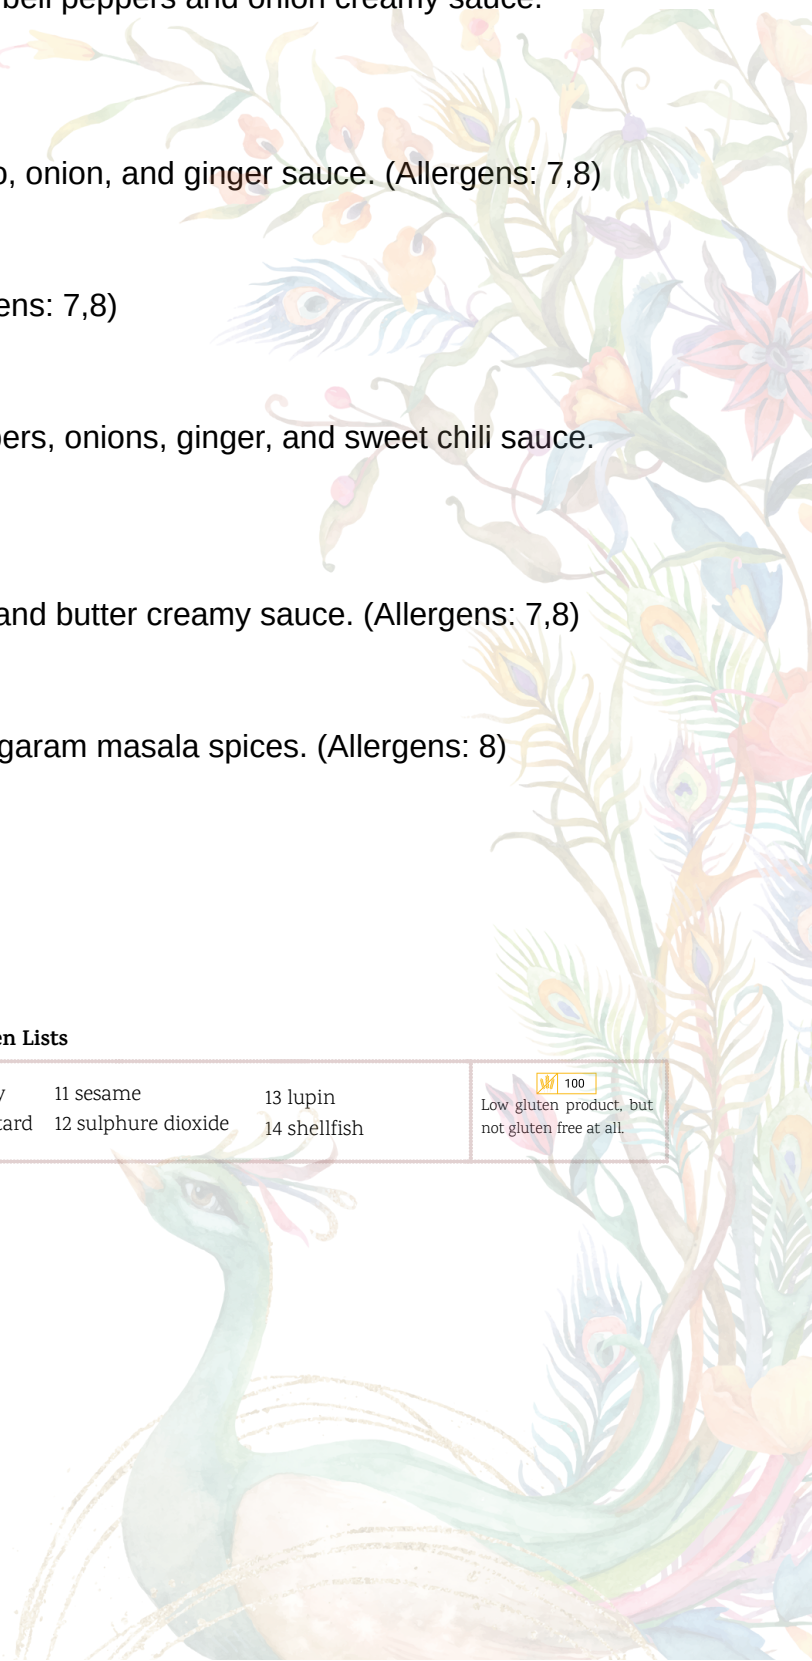 bell peppers and onion creamy sauce.
, onion, and ginger sauce. (Allergens: 7,8)
ens: 7,8)
ers, onions, ginger, and sweet chili sauce.
and butter creamy sauce. (Allergens: 7,8)
garam masala spices. (Allergens: 8)
en Lists
y 11 sesame 13 lupin
tard 12 sulphure dioxide 14 shellfish
100
Low gluten product, but
not gluten free at all.